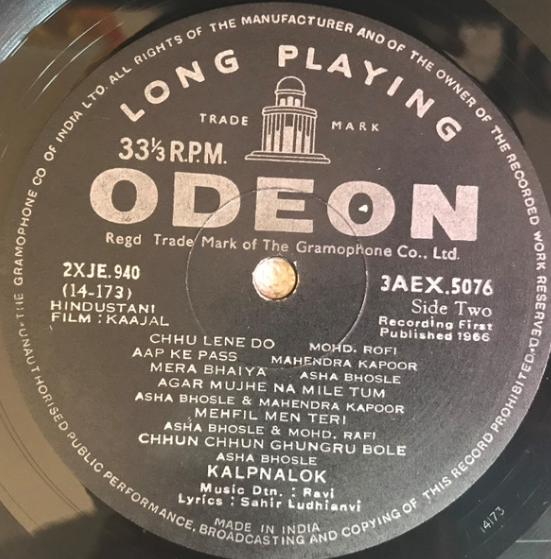 UNAUTHORISED PUBLIC PERFORMANCE, BROADCASTING AND COPYING OF THIS RECORD PROHIBITED. THE GRAMOPHONE CO OF INDIA LTD. ALL RIGHTS OF THE MANUFACTURER AND OF THE OWNER OF THE RECORDED WORK RESERVED.
LONG PLAYING
TRADE MARK
33⅓ R.P.M.
ODEON
Regd Trade Mark of The Gramophone Co., Ltd.
2XJE.940
(14-173)
HINDUSTANI
FILM : KAAJAL
3AEX.5076
Side Two
Recording First
Published 1966
CHHU LENE DO MOHD. ROFI
AAP KE PASS MAHENDRA KAPOOR
MERA BHAIYA ASHA BHOSLE
AGAR MUJHE NA MILE TUM
ASHA BHOSLE & MAHENDRA KAPOOR
MEHFIL MEN TERI
ASHA BHOSLE & MOHD. RAFI
CHHUN CHHUN GHUNGRU BOLE
ASHA BHOSLE
KALPNALOK
Music Dtn. : Ravi
Lyrics : Sahir Ludhianvi
MADE IN INDIA
14173